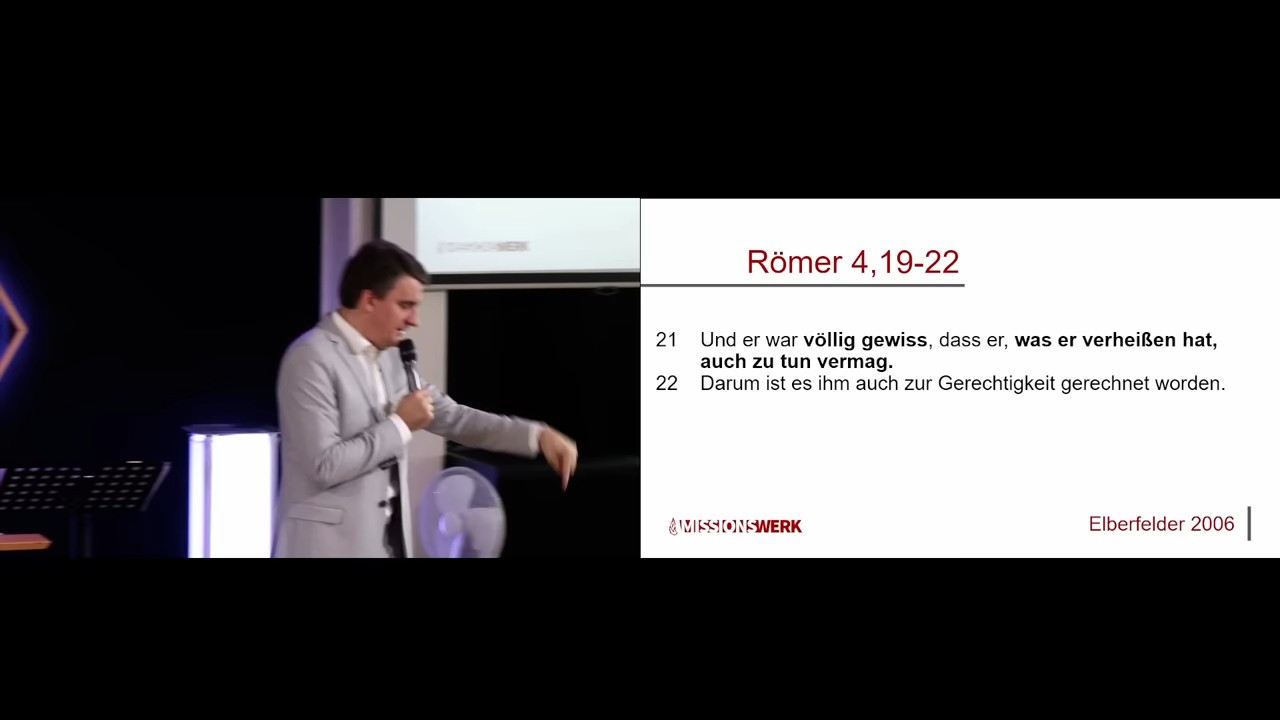 Römer 4,19-22
21 Und er war völlig gewiss, dass er, was er verheißen hat,
auch zu tun vermag.
22 Darum ist es ihm auch zur Gerechtigkeit gerechnet worden.
MISSIONSWERK
Elberfelder 2006